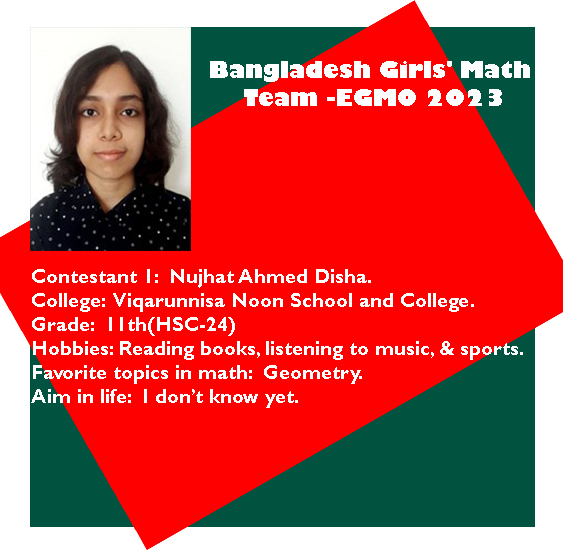 Bangladesh Girls' Math
Team -EGMO 2023
Contestant 1:  Nujhat Ahmed Disha.
College: Viqarunnisa Noon School and College.
Grade:  11th(HSC-24)
Hobbies: Reading books, listening to music, & sports.
Favorite topics in math:  Geometry.
Aim in life:  I don’t know yet.